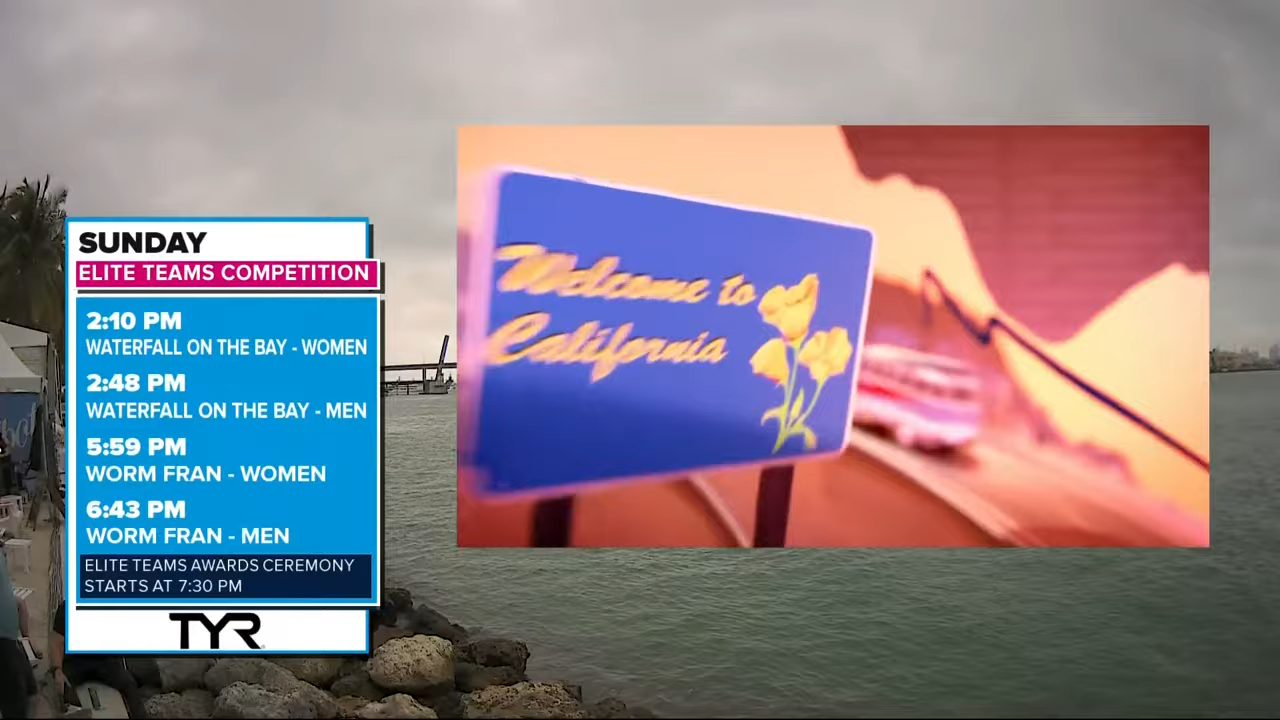 SUNDAY
ELITE TEAMS COMPETITION
2:10 PM
WATERFALL ON THE BAY - WOMEN
2:48 PM
WATERFALL ON THE BAY - MEN
5:59 PM
WORM FRAN - WOMEN
6:43 PM
WORM FRAN - MEN
ELITE TEAMS AWARDS CEREMONY
STARTS AT 7:30 PM
TYR
Welcome to
California